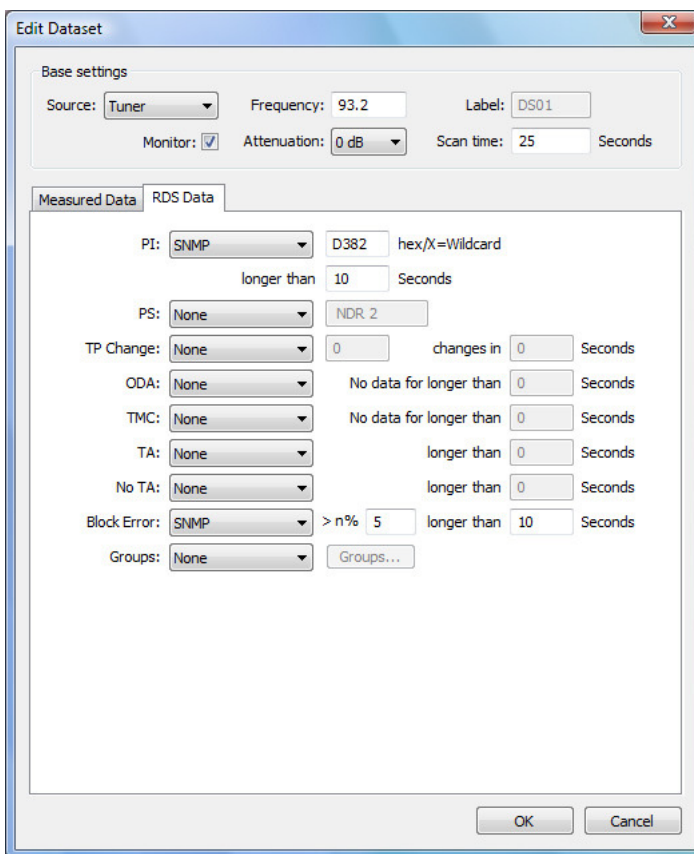 Edit Dataset
Base settings
Source: Tuner Frequency: 93.2 Label: DS01
Monitor: Attenuation: 0 dB Scan time: 25 Seconds
Measured Data RDS Data
PI: SNMP D382 hex/X=Wildcard
longer than 10 Seconds
PS: None NDR 2
TP Change: None 0 changes in 0 Seconds
ODA: None No data for longer than 0 Seconds
TMC: None No data for longer than 0 Seconds
TA: None longer than 0 Seconds
No TA: None longer than 0 Seconds
Block Error: SNMP > n% 5 longer than 10 Seconds
Groups: None Groups...
OK Cancel